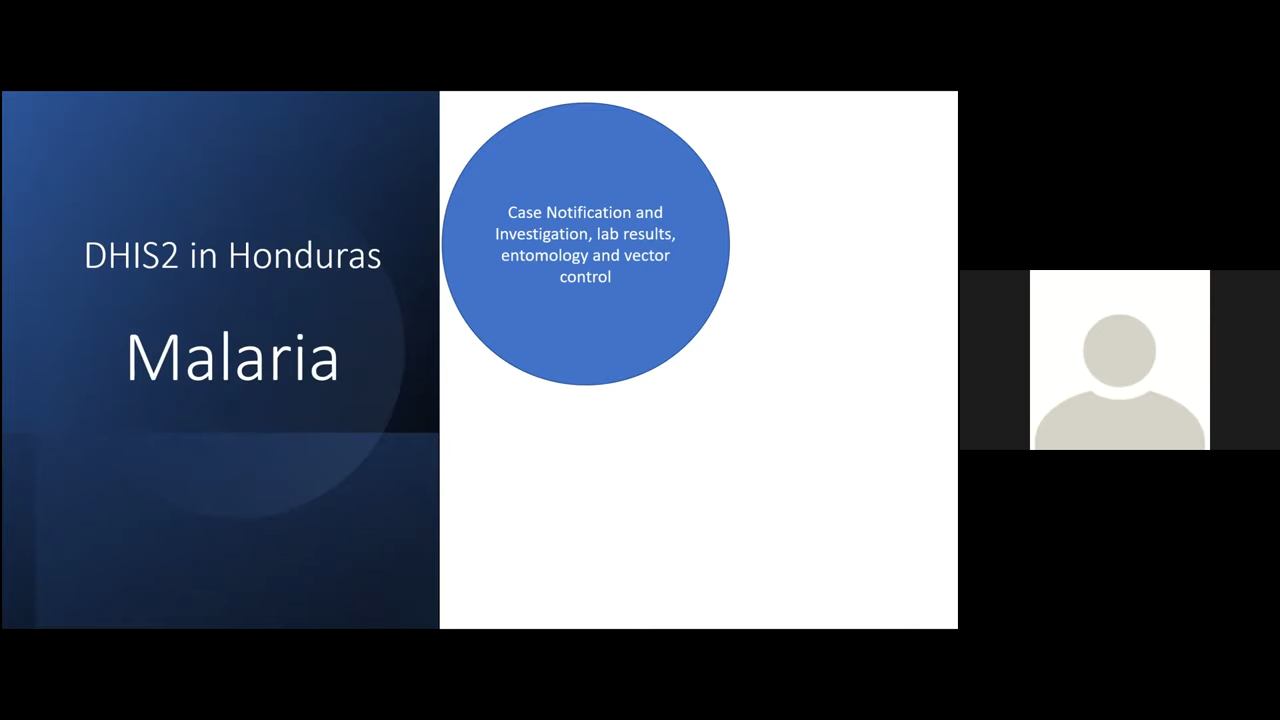 DHIS2 in Honduras
Malaria
Case Notification and
Investigation, lab results,
entomology and vector
control